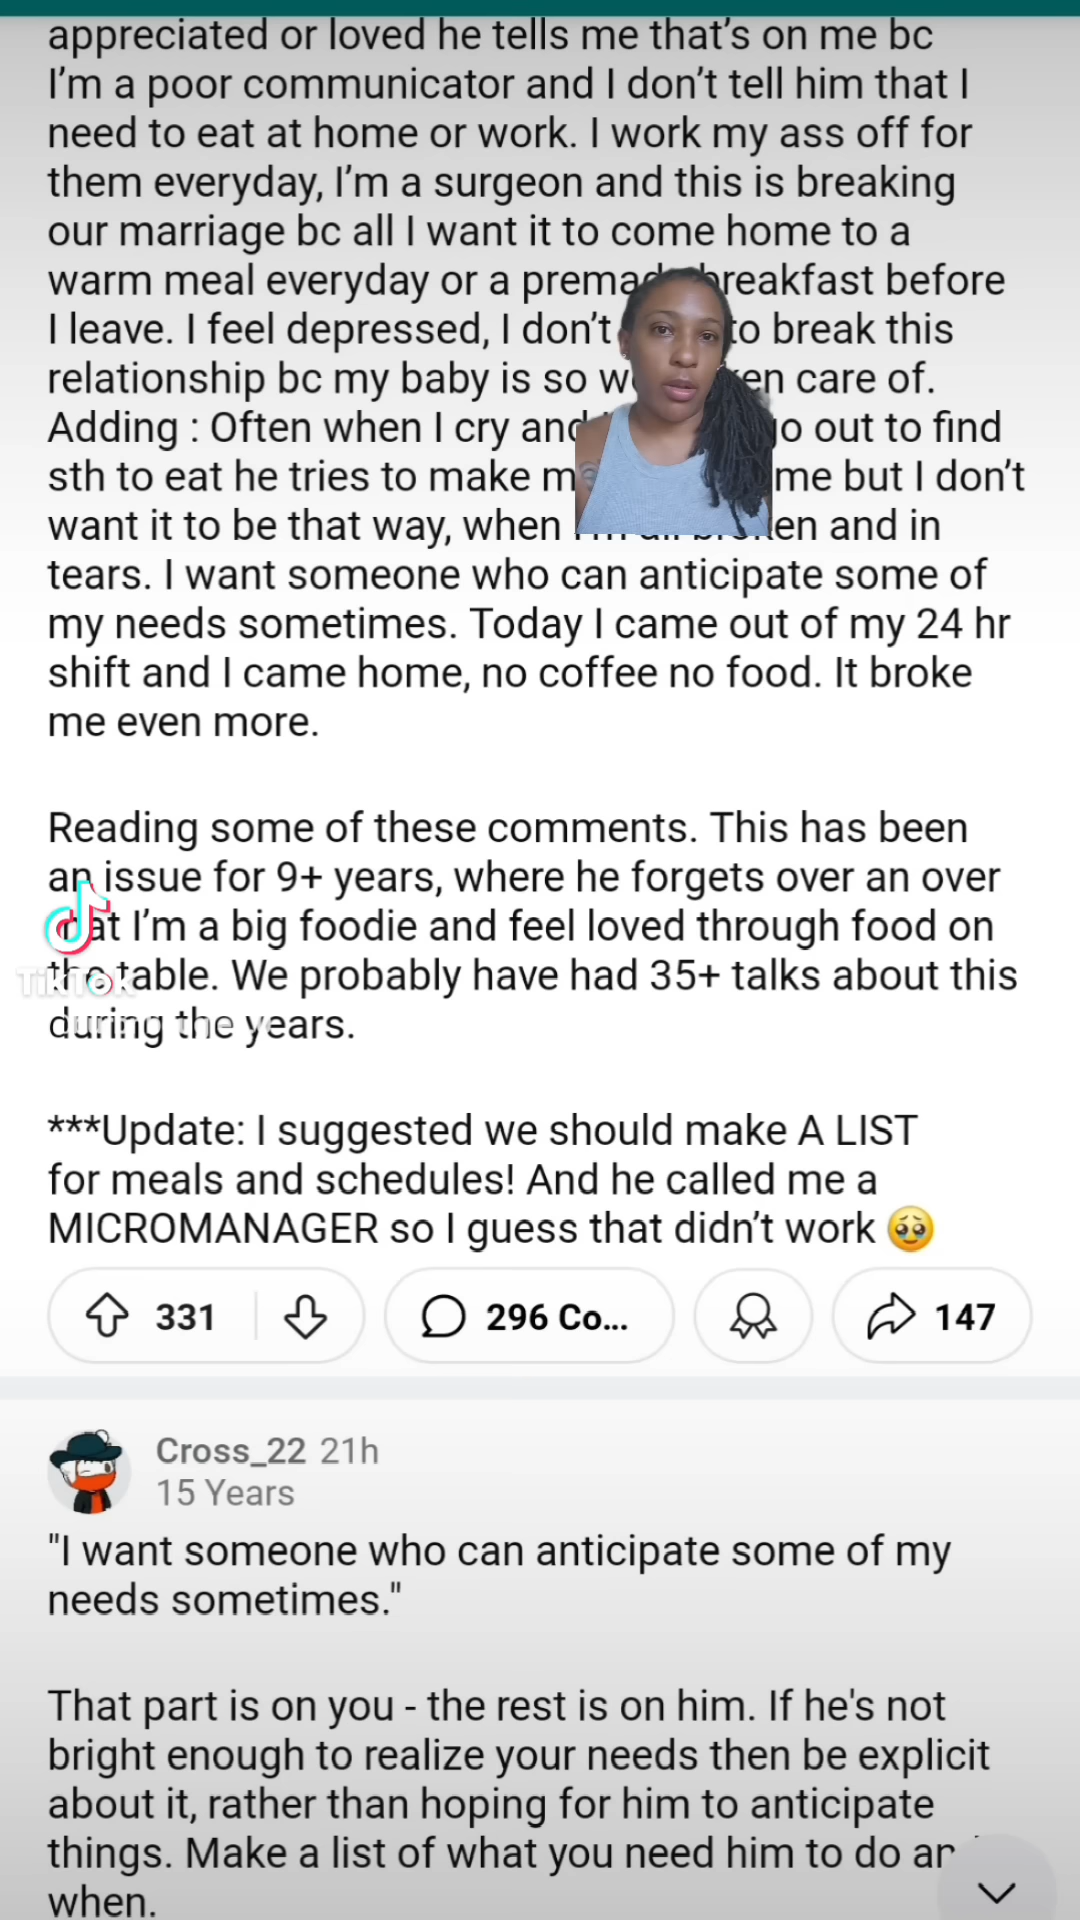 appreciated or loved he tells me that's on me bc
I'm a poor communicator and I don't tell him that I
need to eat at home or work. I work my ass off for
them everyday, I'm a surgeon and this is breaking
our marriage bc all I want it to come home to a
warm meal everyday or a premade breakfast before
I leave. I feel depressed, I don't to break this
relationship bc my baby is so care of.
Adding : Often when I cry and go out to find
sth to eat he tries to make me but I don't
want it to be that way, when I'm all broken and in
tears. I want someone who can anticipate some of
my needs sometimes. Today I came out of my 24 hr
shift and I came home, no coffee no food. It broke
me even more.
Reading some of these comments. This has been
an issue for 9+ years, where he forgets over an over
that I'm a big foodie and feel loved through food on
the table. We probably have had 35+ talks about this
during the years.
TikTok
***Update: I suggested we should make A LIST
for meals and schedules! And he called me a
MICROMANAGER so I guess that didn't work 🥹
331 296 Co... 147
Cross_22 21h
15 Years
"I want someone who can anticipate some of my
needs sometimes."
That part is on you - the rest is on him. If he's not
bright enough to realize your needs then be explicit
about it, rather than hoping for him to anticipate
things. Make a list of what you need him to do and
when.